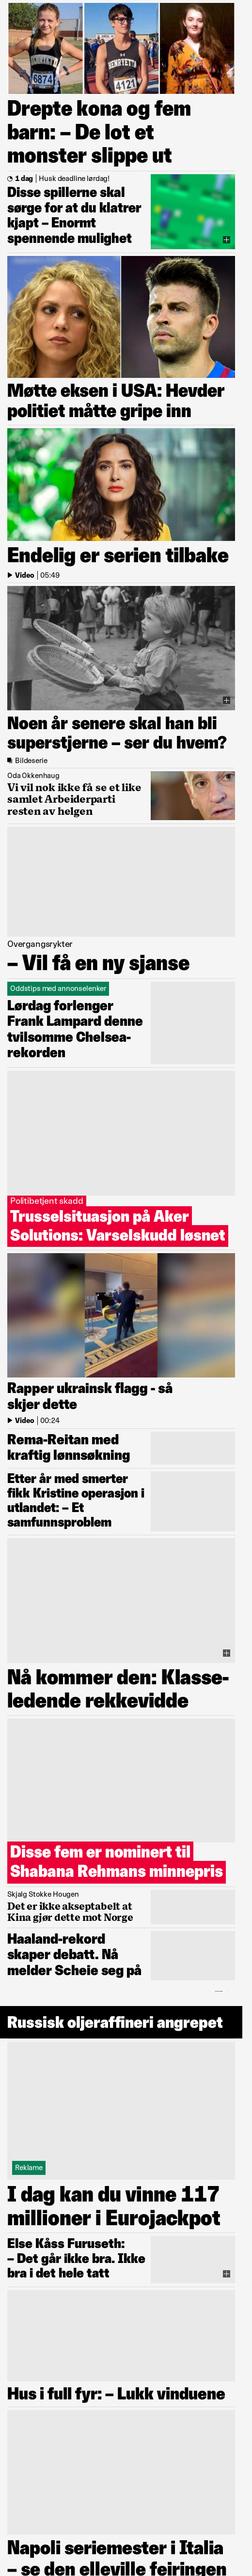 HENRYETTA
6874
HENRYETTA
4121
Drepte kona og fem
barn: – De lot et
monster slippe ut
1 dag | Husk deadline lørdag!
Disse spillerne skal
sørge for at du klatrer
kjapt – Enormt
spennende mulighet
Møtte eksen i USA: Hevder
politiet måtte gripe inn
Endelig er serien tilbake
Video | 05:49
Noen år senere skal han bli
superstjerne – ser du hvem?
Bildeserie
Oda Okkenhaug
Vi vil nok ikke få se et like
samlet Arbeiderparti
resten av helgen
Overgangsrykter
– Vil få en ny sjanse
Oddstips med annonselenker
Lørdag forlenger
Frank Lampard denne
tvilsomme Chelsea-
rekorden
Politibetjent skadd
Trusselsituasjon på Aker
Solutions: Varselskudd løsnet
Rapper ukrainsk flagg - så
skjer dette
Video | 00:24
Rema-Reitan med
kraftig lønnsøkning
Etter år med smerter
fikk Kristine operasjon i
utlandet: – Et
samfunnsproblem
Nå kommer den: Klasse-
ledende rekkevidde
Disse fem er nominert til
Shabana Rehmans minnepris
Skjalg Stokke Hougen
Det er ikke akseptabelt at
Kina gjør dette mot Norge
Haaland-rekord
skaper debatt. Nå
melder Scheie seg på
Russisk oljeraffineri angrepet
Reklame
I dag kan du vinne 117
millioner i Eurojackpot
Else Kåss Furuseth:
– Det går ikke bra. Ikke
bra i det hele tatt
Hus i full fyr: – Lukk vinduene
Napoli seriemester i Italia
– se den elleville feiringen